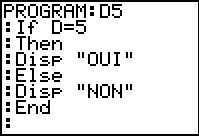 PROGRAM:D5
:If D=5
:Then
:Disp "OUI"
:Else
:Disp "NON"
:End
: